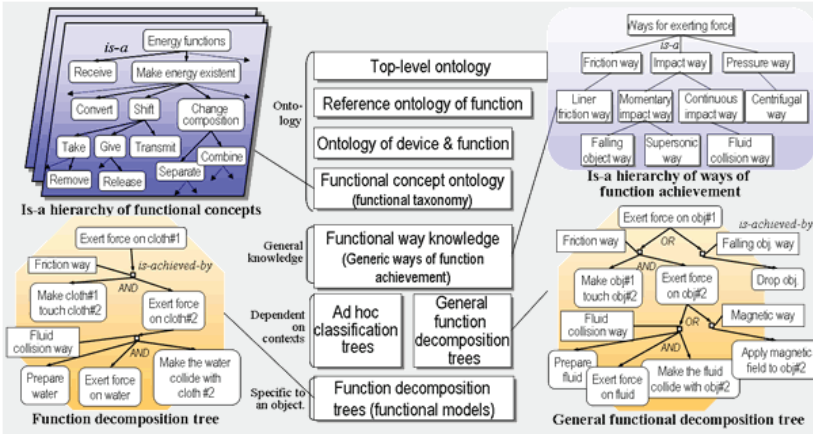 is-a
Energy functions
Receive
Make energy existent
Convert
Shift
Change
composition
Take
Give
Transmit
Combine
Remove
Release
Separate
Is-a hierarchy of functional concepts
Onto-
logy
Top-level ontology
Reference ontology of function
Ontology of device & function
Functional concept ontology
(functional taxonomy)
General
knowledge
Functional way knowledge
(Generic ways of function
achievement)
Dependent
on
contexts
Ad hoc
classification
trees
General
function
decomposition
trees
Specific to
an object.
Function decomposition
trees (functional models)
Ways for exerting force
is-a
Friction way
Impact way
Pressure way
Liner
friction way
Momentary
impact way
Continuous
impact way
Centrifugal
way
Falling
object way
Supersonic
way
Fluid
collision way
Is-a hierarchy of ways of
function achievement
Exert force on cloth#1
Friction way
is-achieved-by
AND
Make cloth#1
touch cloth#2
Exert force
on cloth#2
Fluid
collision way
AND
Prepare
water
Exert force
on water
Make the water
collide with
cloth #2
Function decomposition tree
Exert force on obj#1
is-achieved-by
Friction way
OR
Falling obj. way
AND
Make obj#1
touch obj#2
Exert force
on obj#2
Drop obj.
OR
Magnetic way
Fluid
collision way
AND
Prepare
fluid
Exert force
on fluid
Make the fluid
collide with obj#2
Apply magnetic
field to obj#2
General functional decomposition tree